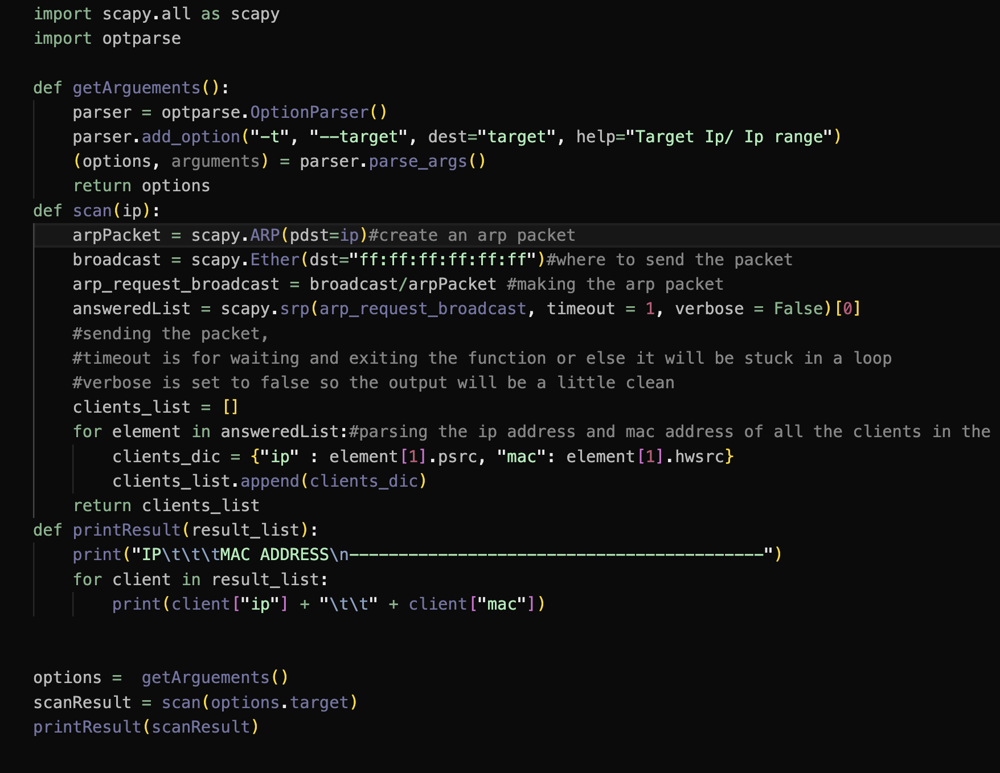 import scapy.all as scapy
import optparse
def getArguements():
    parser = optparse.OptionParser()
    parser.add_option("-t", "--target", dest="target", help="Target Ip/ Ip range")
    (options, arguments) = parser.parse_args()
    return options
def scan(ip):
    arpPacket = scapy.ARP(pdst=ip)#create an arp packet
    broadcast = scapy.Ether(dst="ff:ff:ff:ff:ff:ff")#where to send the packet
    arp_request_broadcast = broadcast/arpPacket #making the arp packet
    answeredList = scapy.srp(arp_request_broadcast, timeout = 1, verbose = False)[0]
    #sending the packet,
    #timeout is for waiting and exiting the function or else it will be stuck in a loop
    #verbose is set to false so the output will be a little clean
    clients_list = []
    for element in answeredList:#parsing the ip address and mac address of all the clients in the
        clients_dic = {"ip" : element[1].psrc, "mac": element[1].hwsrc}
        clients_list.append(clients_dic)
    return clients_list
def printResult(result_list):
    print("IP\t\t\tMAC ADDRESS\n------------------------------------------")
    for client in result_list:
        print(client["ip"] + "\t\t" + client["mac"])
options =  getArguements()
scanResult = scan(options.target)
printResult(scanResult)